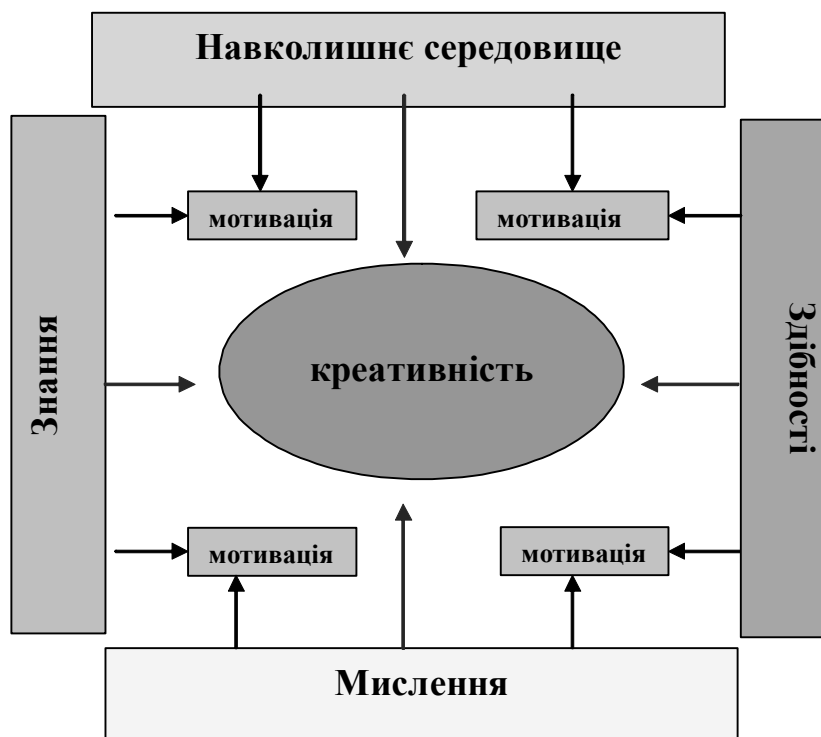 Навколишнє середовище
мотивація
мотивація
Знання
креативність
Здібності
мотивація
мотивація
Мислення